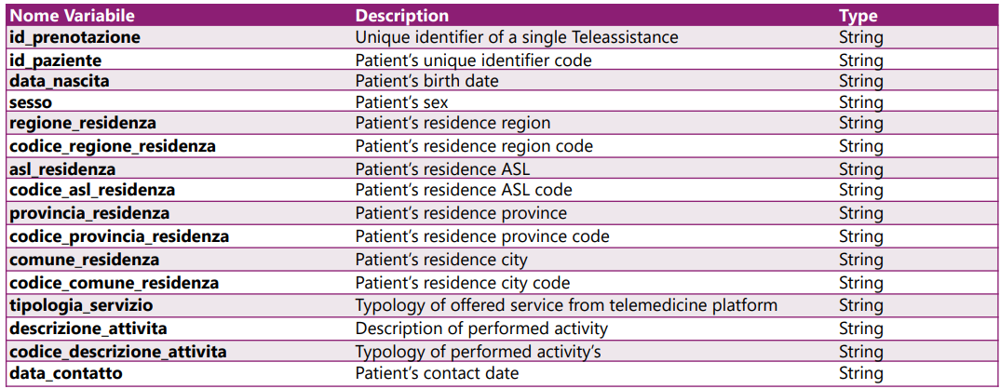 Nome Variabile Description Type
id_prenotazione Unique identifier of a single Teleassistance String
id_paziente Patient's unique identifier code String
data_nascita Patient's birth date String
sesso Patient's sex String
regione_residenza Patient's residence region String
codice_regione_residenza Patient's residence region code String
asl_residenza Patient's residence ASL String
codice_asl_residenza Patient's residence ASL code String
provincia_residenza Patient's residence province String
codice_provincia_residenza Patient's residence province code String
comune_residenza Patient's residence city String
codice_comune_residenza Patient's residence city code String
tipologia_servizio Typology of offered service from telemedicine platform String
descrizione_attivita Description of performed activity String
codice_descrizione_attivita Typology of performed activity's String
data_contatto Patient's contact date String